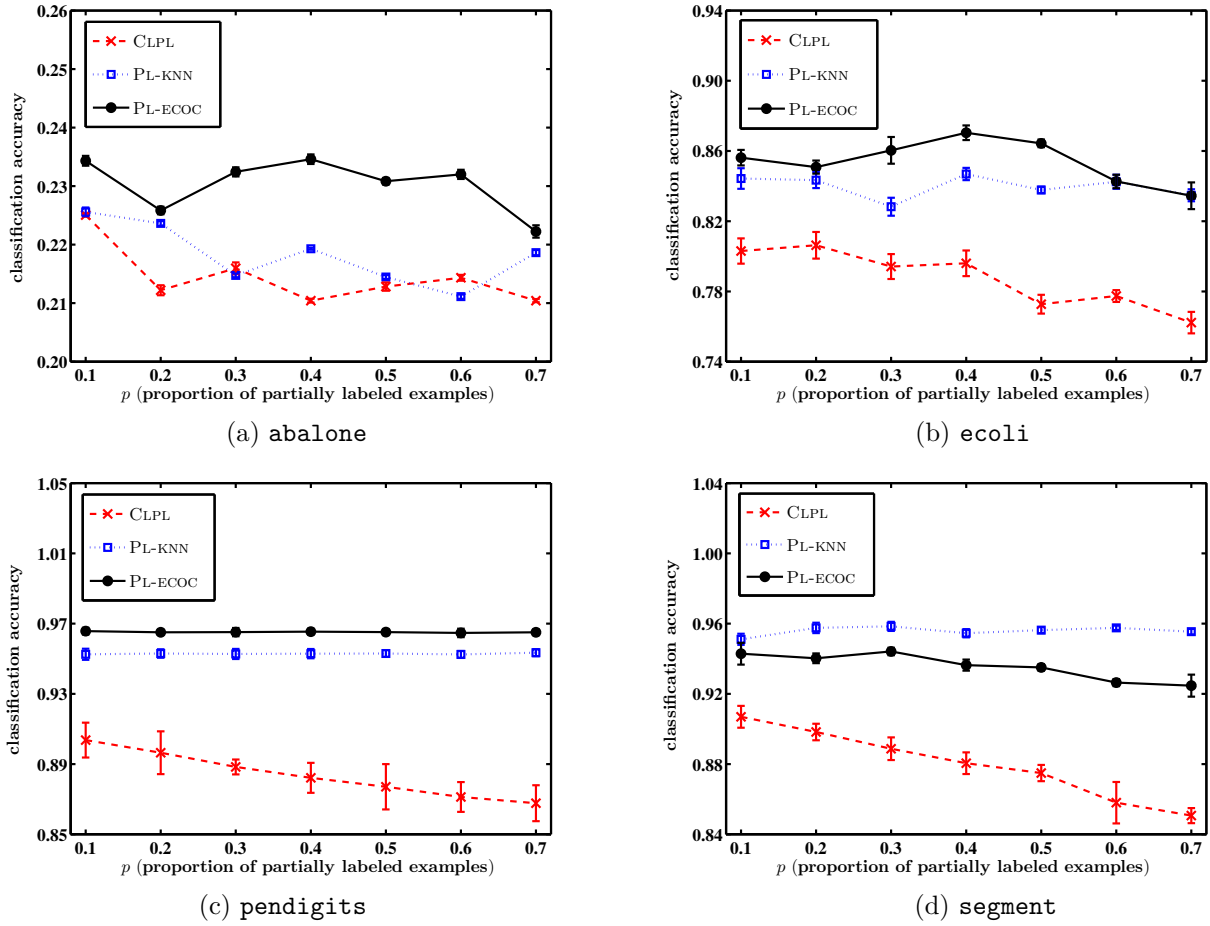 0.26
0.25
0.24
0.23
0.22
0.21
0.20
classification accuracy
CLPL
PL-KNN
PL-ECOC
0.1 0.2 0.3 0.4 0.5 0.6 0.7
p (proportion of partially labeled examples)
(a) abalone
0.94
0.90
0.86
0.82
0.78
0.74
classification accuracy
CLPL
PL-KNN
PL-ECOC
0.1 0.2 0.3 0.4 0.5 0.6 0.7
p (proportion of partially labeled examples)
(b) ecoli
1.05
1.01
0.97
0.93
0.89
0.85
classification accuracy
CLPL
PL-KNN
PL-ECOC
0.1 0.2 0.3 0.4 0.5 0.6 0.7
p (proportion of partially labeled examples)
(c) pendigits
1.04
1.00
0.96
0.92
0.88
0.84
classification accuracy
CLPL
PL-KNN
PL-ECOC
0.1 0.2 0.3 0.4 0.5 0.6 0.7
p (proportion of partially labeled examples)
(d) segment